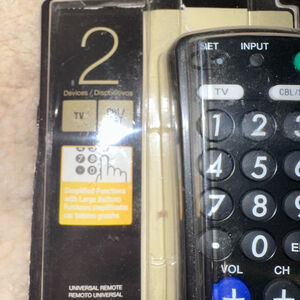 2
Devices / Dispositivos
TV
Simplified Functions
with Large Buttons
UNIVERSAL REMOTE
REMOTO UNIVERSAL
SET INPUT
TV CBL/
1 2
4 5
7 8
0
VOL CH
+ +